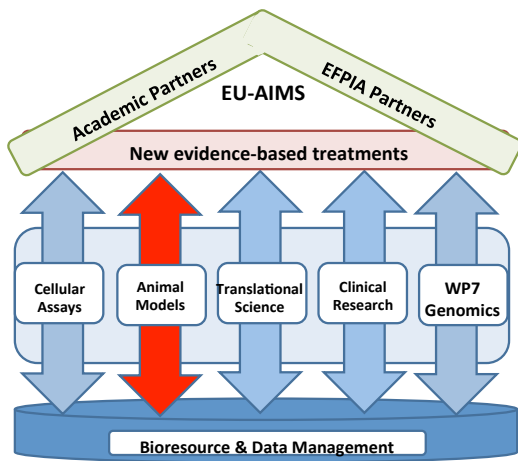 Academic Partners
EFPIA Partners
EU-AIMS
New evidence-based treatments
Cellular
Assays
Animal
Models
Translational
Science
Clinical
Research
WP7
Genomics
Bioresource & Data Management